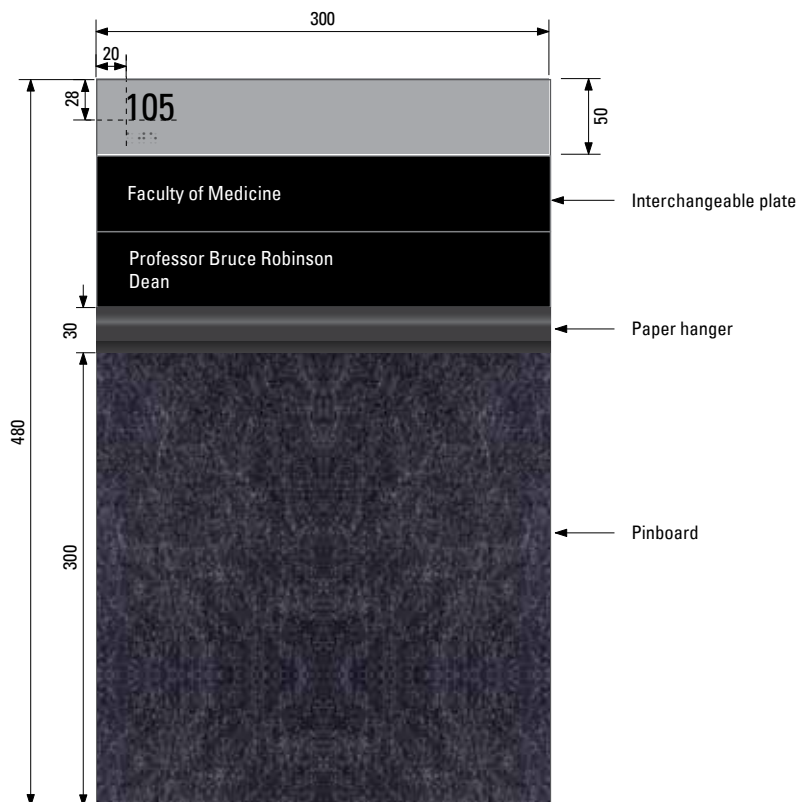 300
20
28
105
50
Faculty of Medicine
Interchangeable plate
Professor Bruce Robinson
Dean
30
Paper hanger
480
300
Pinboard